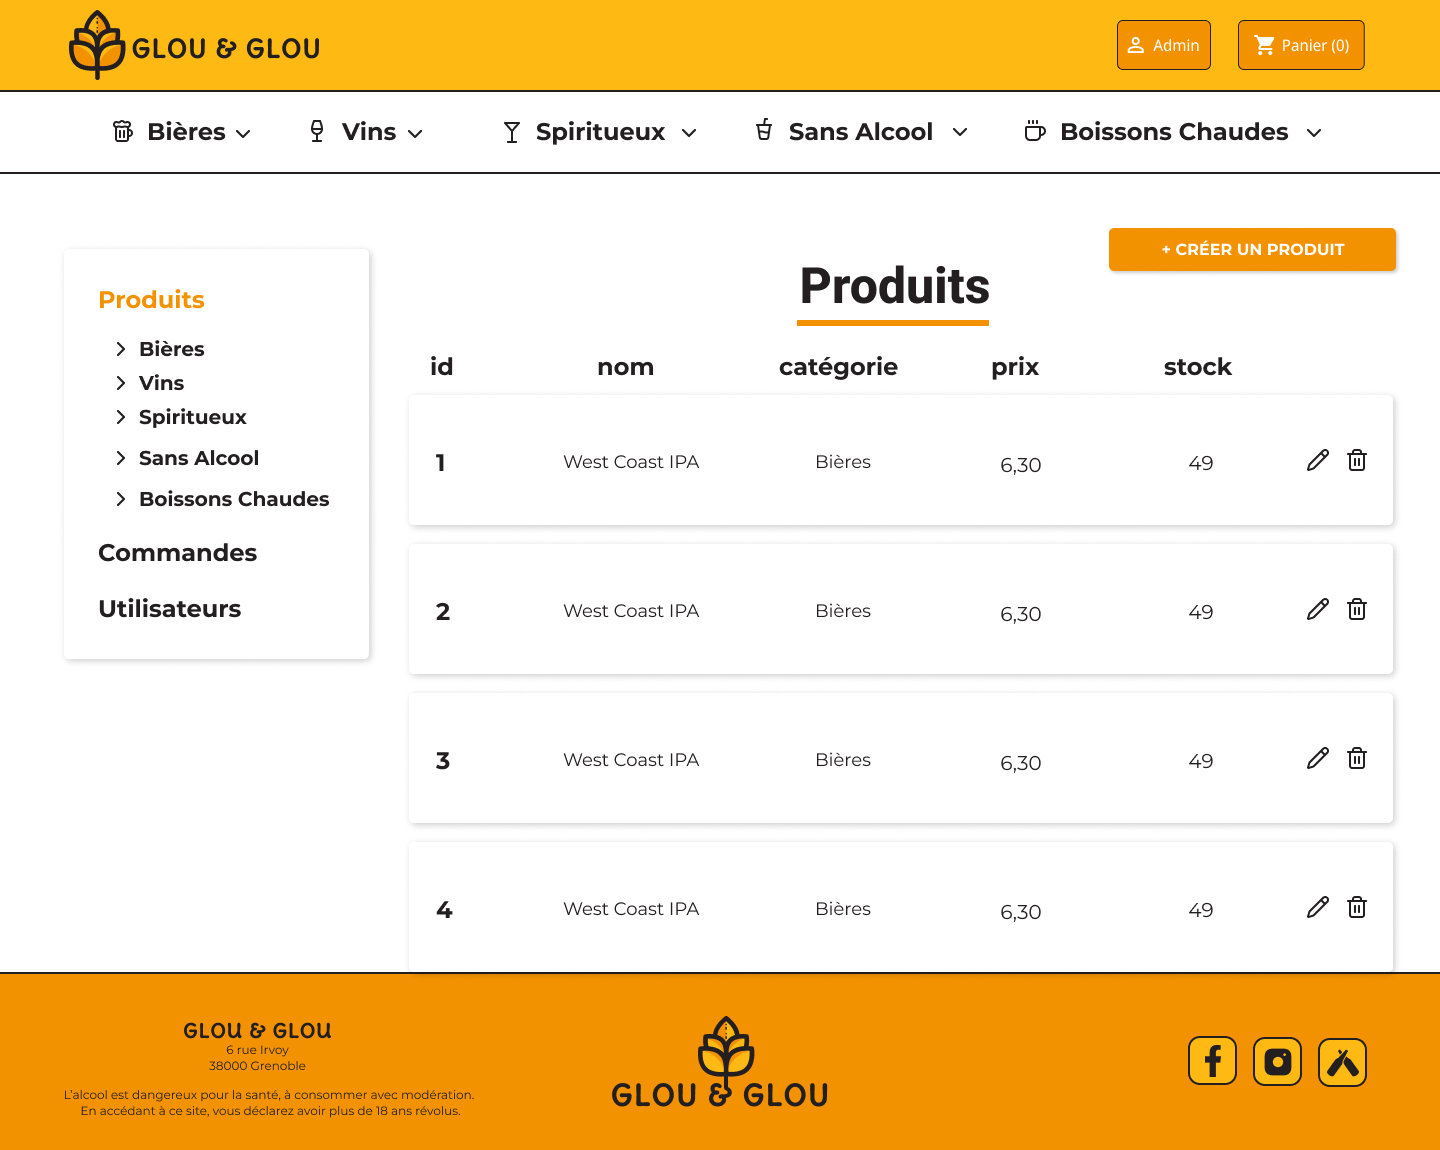 GLOU & GLOU
Admin
Panier (0)
Bières
Vins
Spiritueux
Sans Alcool
Boissons Chaudes
Produits
Bières
Vins
Spiritueux
Sans Alcool
Boissons Chaudes
Commandes
Utilisateurs
+ CRÉER UN PRODUIT
Produits
id nom catégorie prix stock
1 West Coast IPA Bières 6,30 49
2 West Coast IPA Bières 6,30 49
3 West Coast IPA Bières 6,30 49
4 West Coast IPA Bières 6,30 49
GLOU & GLOU
6 rue Irvoy
38000 Grenoble
L'alcool est dangereux pour la santé, à consommer avec modération.
En accédant à ce site, vous déclarez avoir plus de 18 ans révolus.
GLOU & GLOU